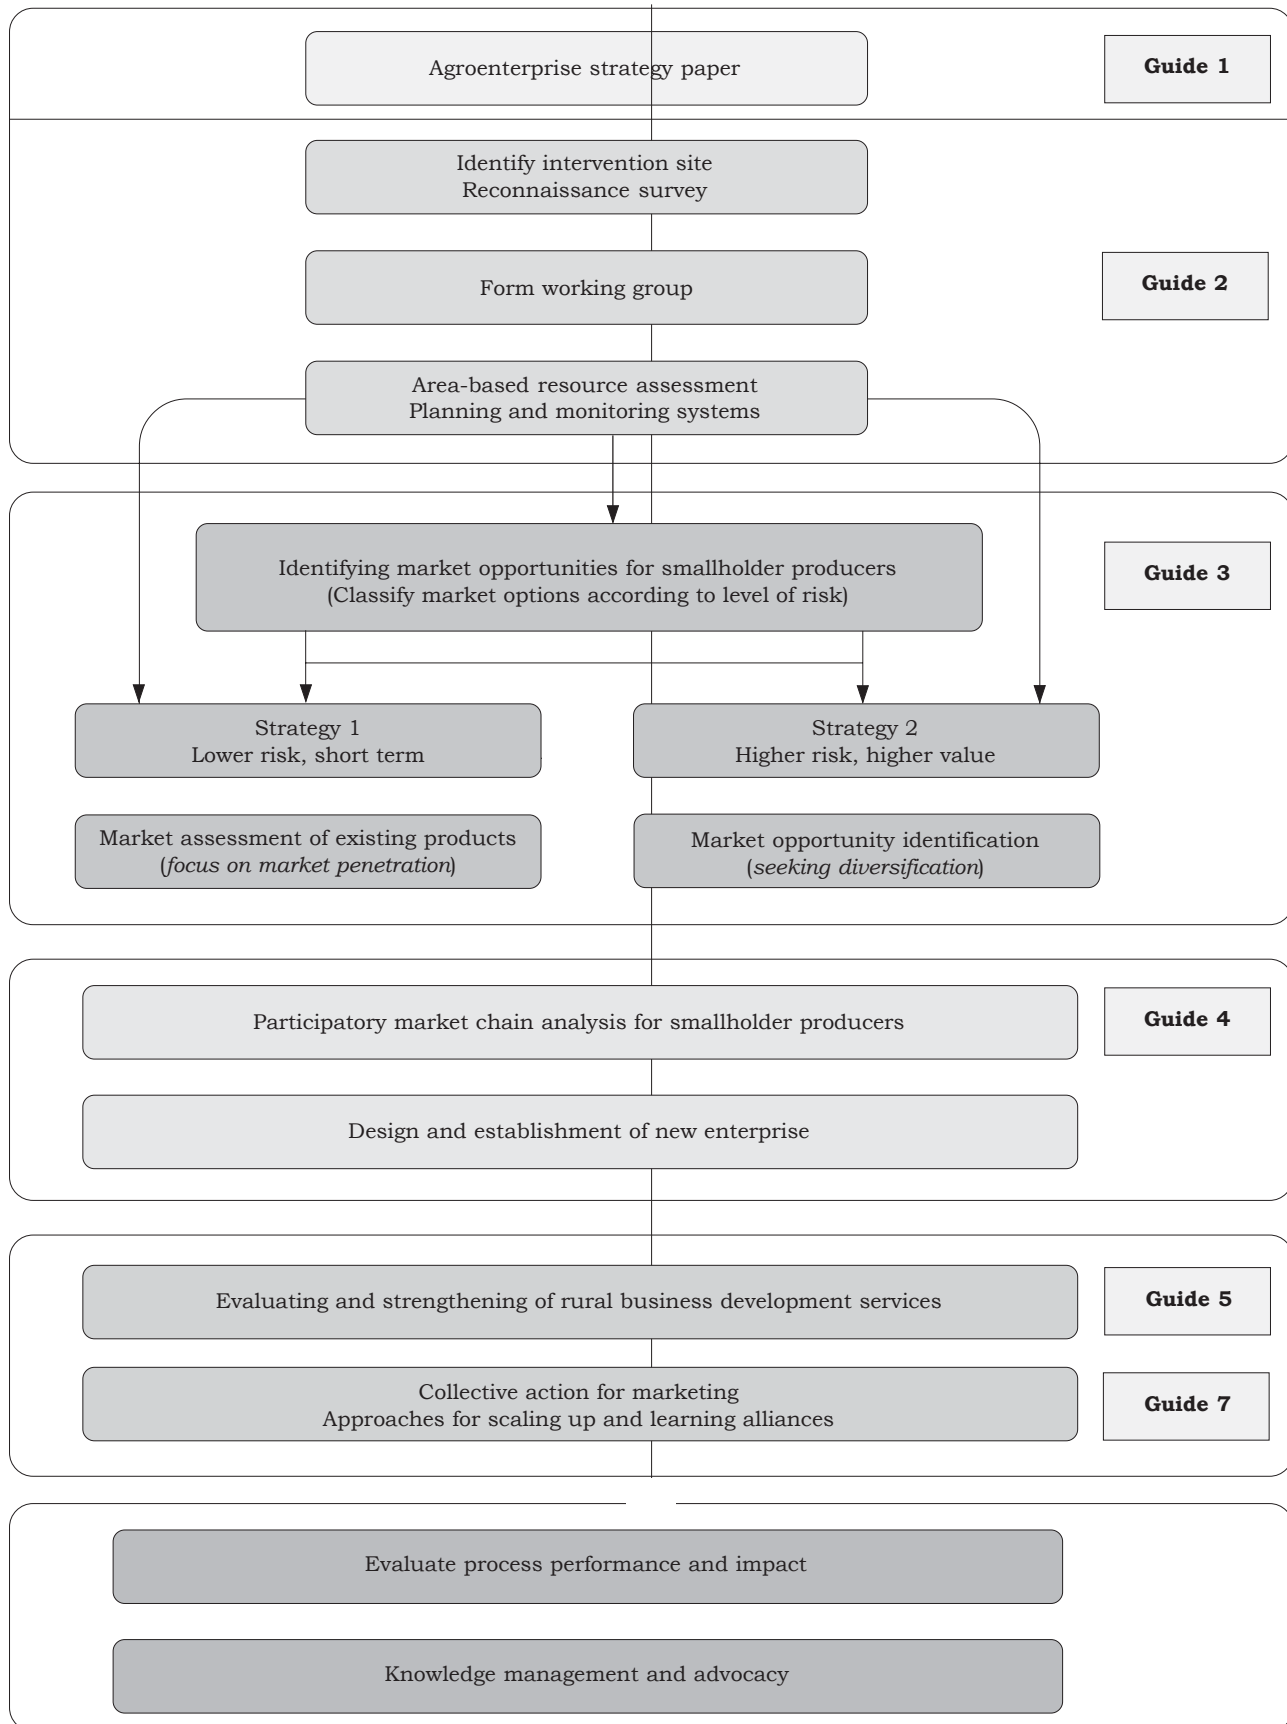 Agroenterprise strategy paper
Guide 1
Identify intervention site
Reconnaissance survey
Form working group
Guide 2
Area-based resource assessment
Planning and monitoring systems
Identifying market opportunities for smallholder producers
(Classify market options according to level of risk)
Guide 3
Strategy 1
Lower risk, short term
Strategy 2
Higher risk, higher value
Market assessment of existing products
(focus on market penetration)
Market opportunity identification
(seeking diversification)
Participatory market chain analysis for smallholder producers
Guide 4
Design and establishment of new enterprise
Evaluating and strengthening of rural business development services
Guide 5
Collective action for marketing
Approaches for scaling up and learning alliances
Guide 7
Evaluate process performance and impact
Knowledge management and advocacy